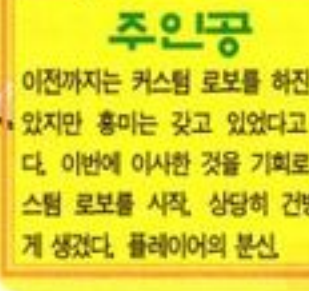 주인공
이전까지는 커스텀 로보를 하진
았지만 흥미는 갖고 있었다고
다. 이번에 이사한 것을 기회로
스텀 로보를 시작. 상당히 건방
게 생겼다. 플레이어의 분신.